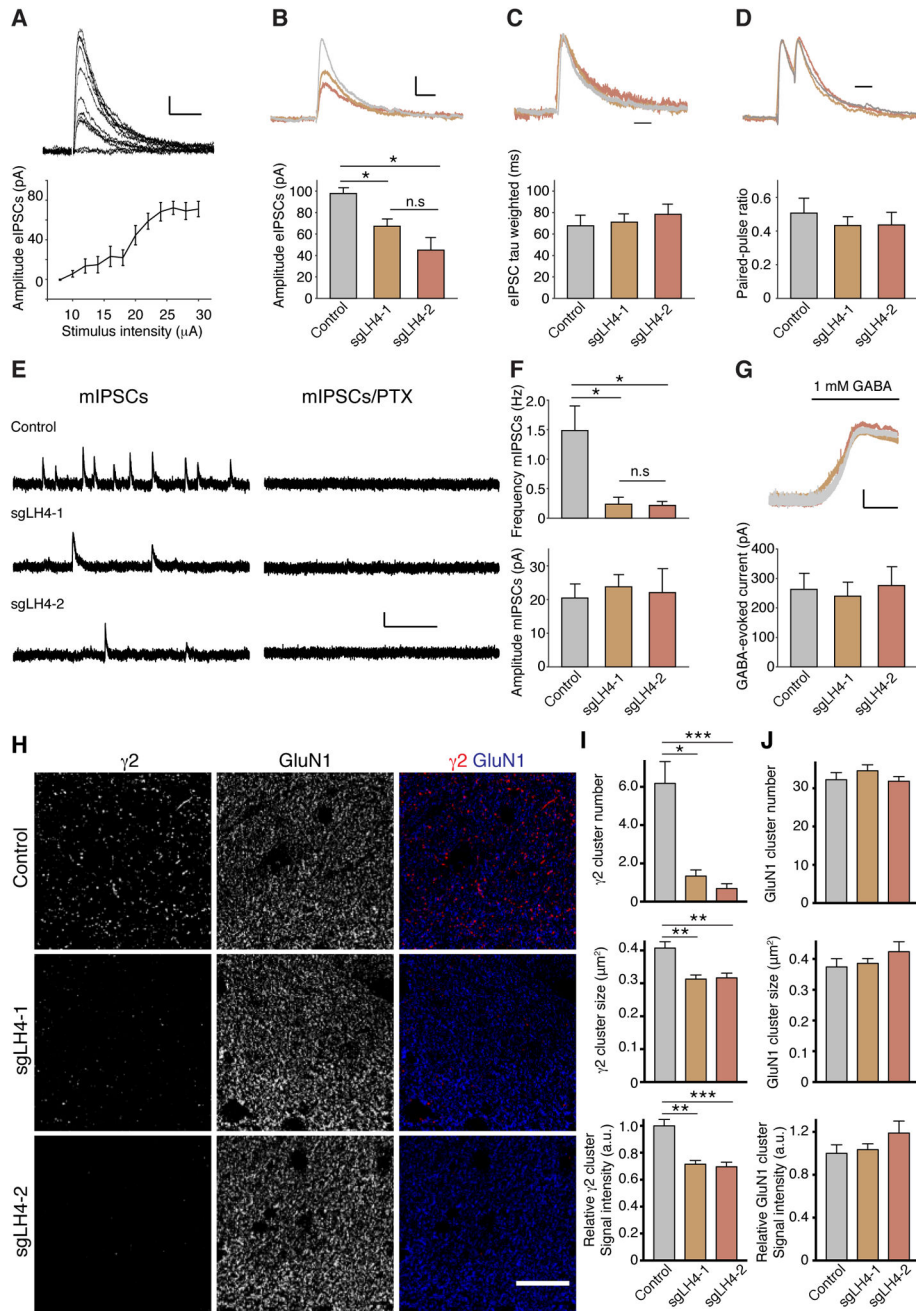 A
B
C
D
Amplitude eIPSCs (pA)
80
40
0
10 15 20 25 30
Stimulus intensity (μA)
*
*
n.s
Amplitude eIPSCs (pA)
100
80
60
40
20
0
Control
sgLH4-1
sgLH4-2
eIPSC tau weighted (ms)
100
80
60
40
20
0
Control
sgLH4-1
sgLH4-2
Paired-pulse ratio
0.6
0.4
0.2
0
Control
sgLH4-1
sgLH4-2
E
mIPSCs
mIPSCs/PTX
Control
sgLH4-1
sgLH4-2
F
*
*
n.s
Frequency mIPSCs (Hz)
2.0
1.5
1.0
0.5
0
Amplitude mIPSCs (pA)
30
20
10
0
Control
sgLH4-1
sgLH4-2
G
1 mM GABA
GABA-evoked current (pA)
400
300
200
100
0
Control
sgLH4-1
sgLH4-2
H
γ2
GluN1
γ2 GluN1
Control
sgLH4-1
sgLH4-2
I
***
*
γ2 cluster number
6.0
4.0
2.0
0
**
**
γ2 cluster size (μm²)
0.4
0.3
0.2
0
***
**
Relative γ2 cluster
Signal intensity (a.u.)
1.0
0.8
0.6
0.4
0
Control
sgLH4-1
sgLH4-2
J
GluN1 cluster number
30
20
10
0
GluN1 cluster size (μm²)
0.4
0.2
0
Relative GluN1 cluster
Signal intensity (a.u.)
1.2
0.8
0.4
0
Control
sgLH4-1
sgLH4-2